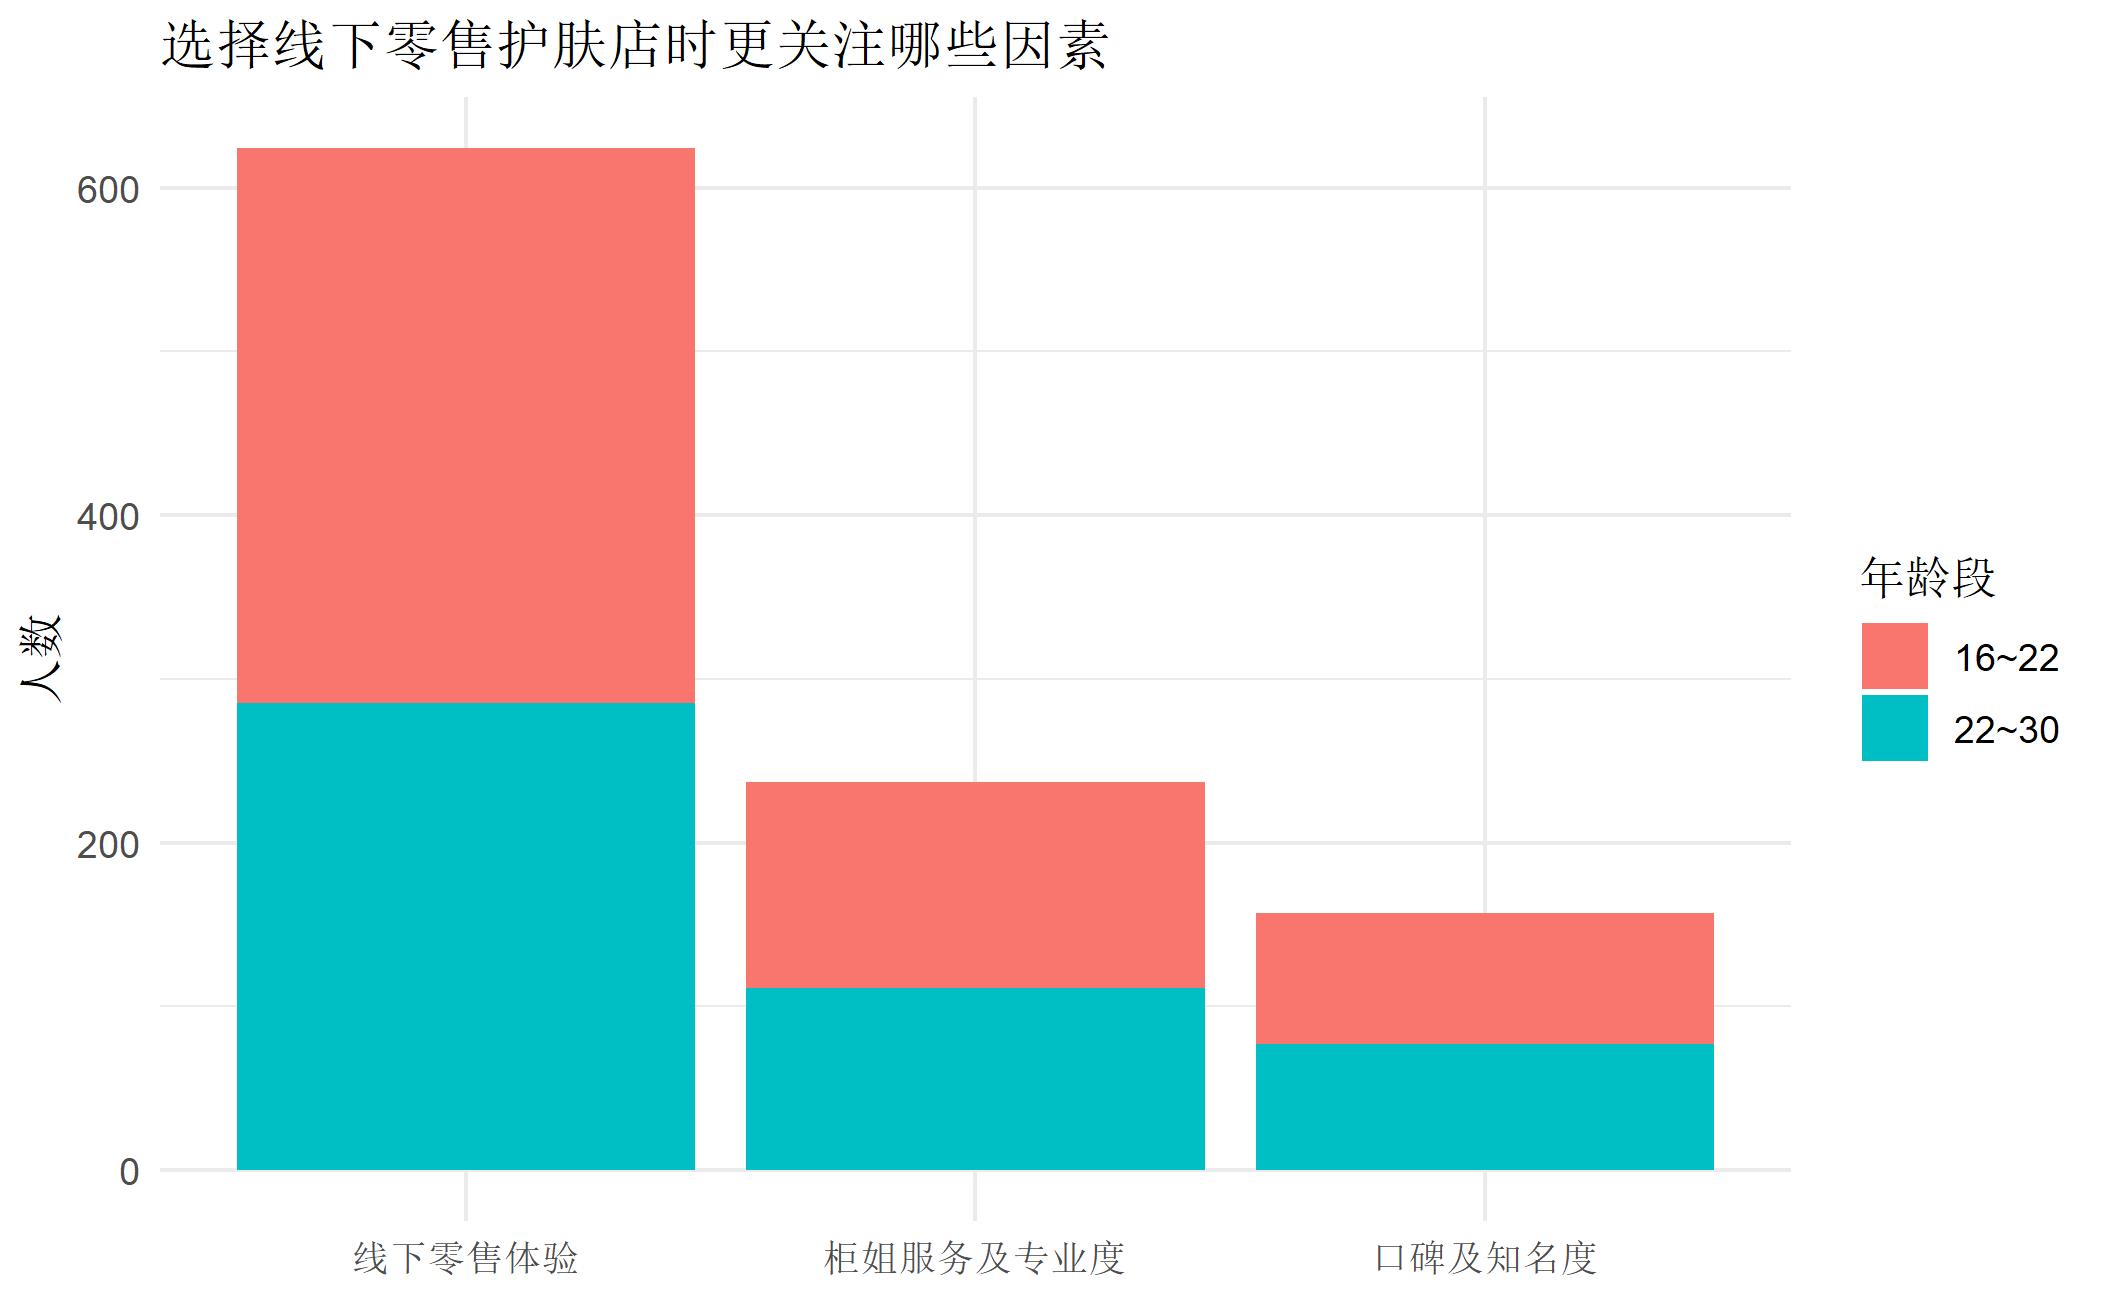 选择线下零售护肤店时更关注哪些因素
600
400
200
0
人数
线下零售体验
柜姐服务及专业度
口碑及知名度
年龄段
16~22
22~30